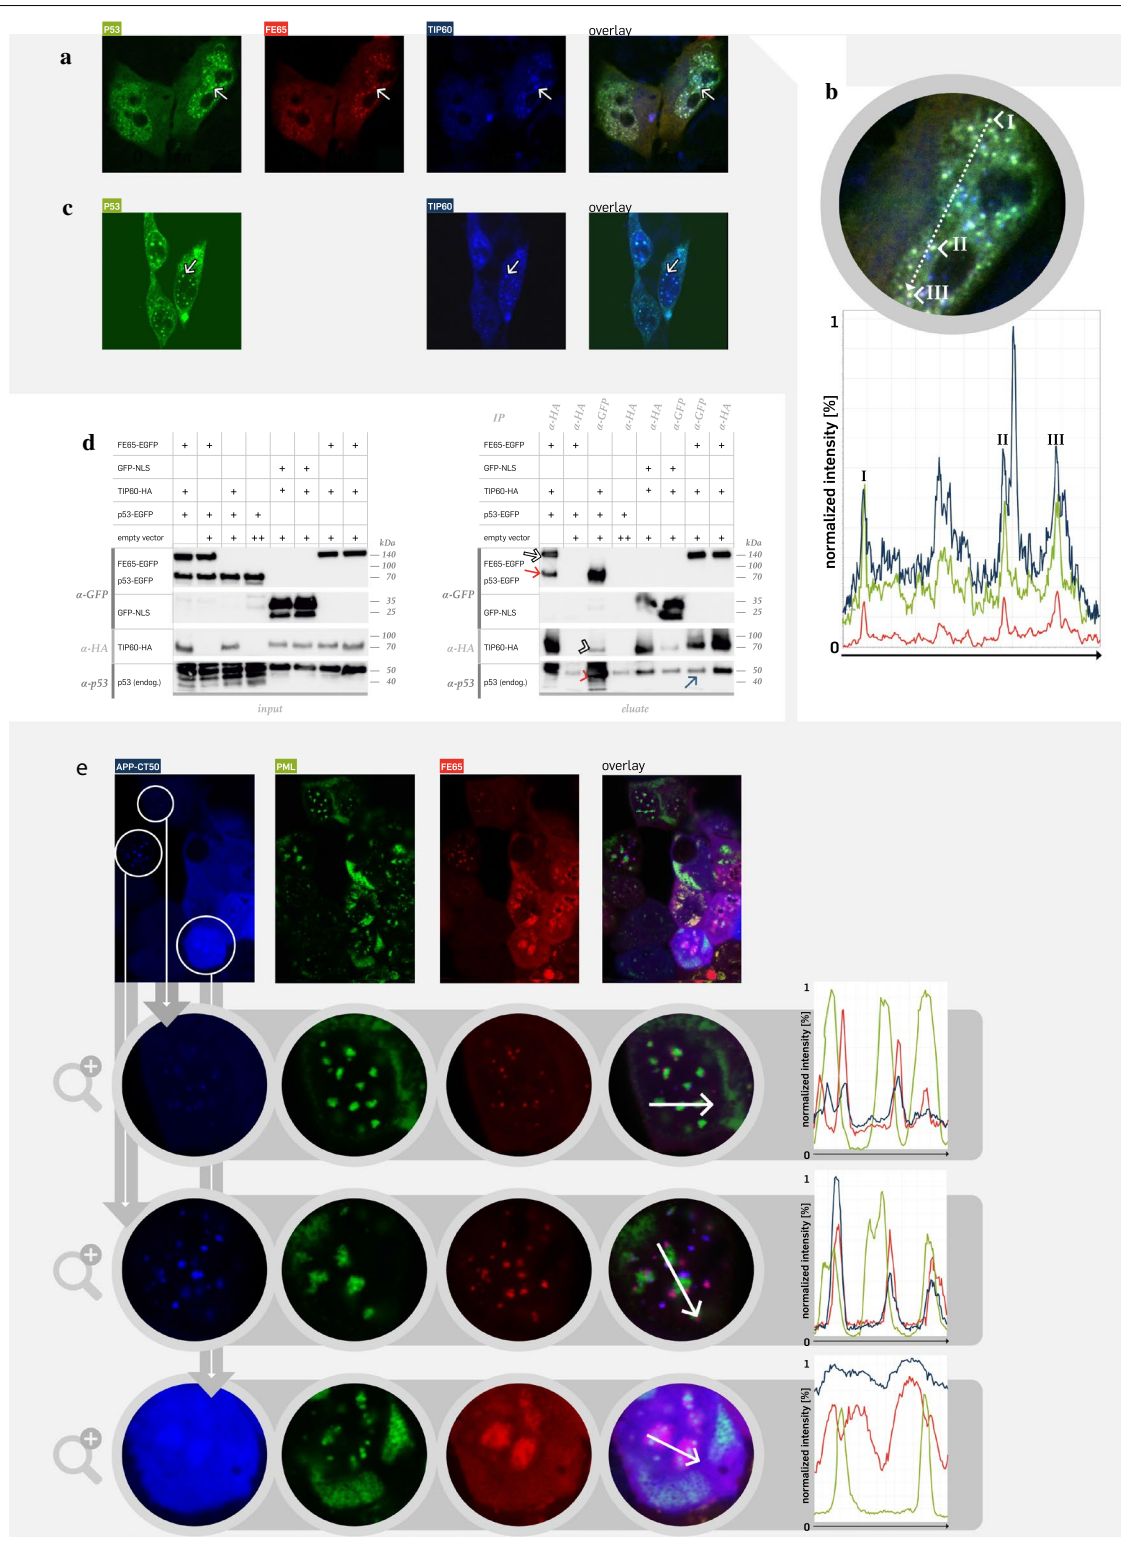 a
P53
FE65
TIP60
overlay
b
I
II
III
c
P53
TIP60
overlay
1
normalized intensity [%]
I
II
III
0
d
FE65-EGFP + + + +
GFP-NLS + +
TIP60-HA + + + + + +
p53-EGFP + + + ++
empty vector + + ++ + + + +
kDa
α-GFP
FE65-EGFP
p53-EGFP
140
100
70
GFP-NLS
35
25
α-HA
TIP60-HA
100
70
α-p53
p53 (endog.)
50
40
input
IP α-HA α-HA α-GFP α-HA α-HA α-GFP α-GFP α-HA
FE65-EGFP + + + +
GFP-NLS + +
TIP60-HA + + + + + +
p53-EGFP + + + +
empty vector + + ++ + + + +
kDa
α-GFP
FE65-EGFP
p53-EGFP
140
100
70
GFP-NLS
35
25
α-HA
TIP60-HA
100
70
α-p53
p53 (endog.)
50
40
eluate
e
APP-CT50
PML
FE65
overlay
1
normalized intensity [%]
0
1
normalized intensity [%]
0
1
normalized intensity [%]
0